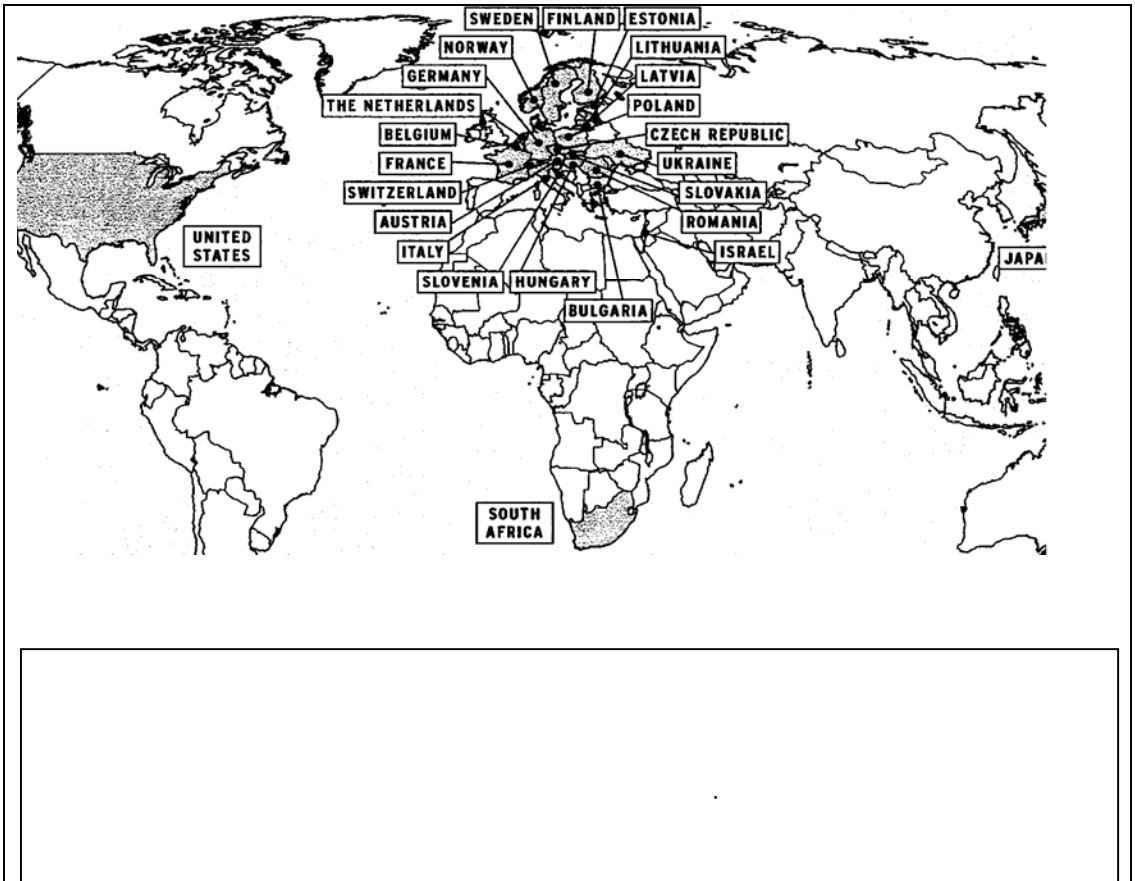 SWEDEN FINLAND ESTONIA
NORWAY LITHUANIA
GERMANY LATVIA
THE NETHERLANDS POLAND
BELGIUM CZECH REPUBLIC
FRANCE UKRAINE
SWITZERLAND SLOVAKIA
AUSTRIA ROMANIA
UNITED
STATES
ITALY ISRAEL
JAPA
SLOVENIA HUNGARY
BULGARIA
SOUTH
AFRICA